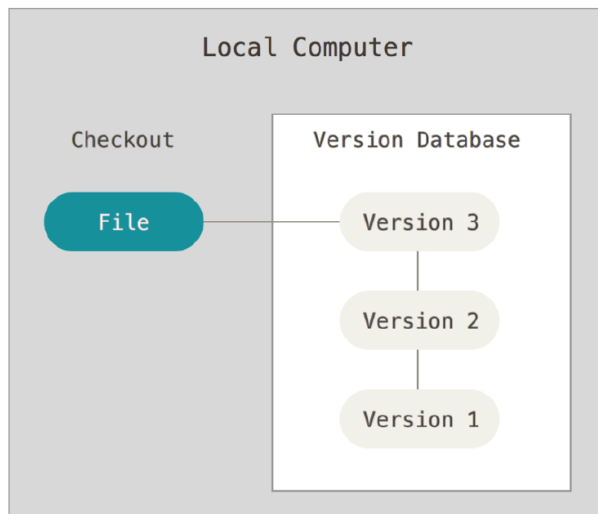 Local Computer
Checkout
Version Database
File
Version 3
Version 2
Version 1